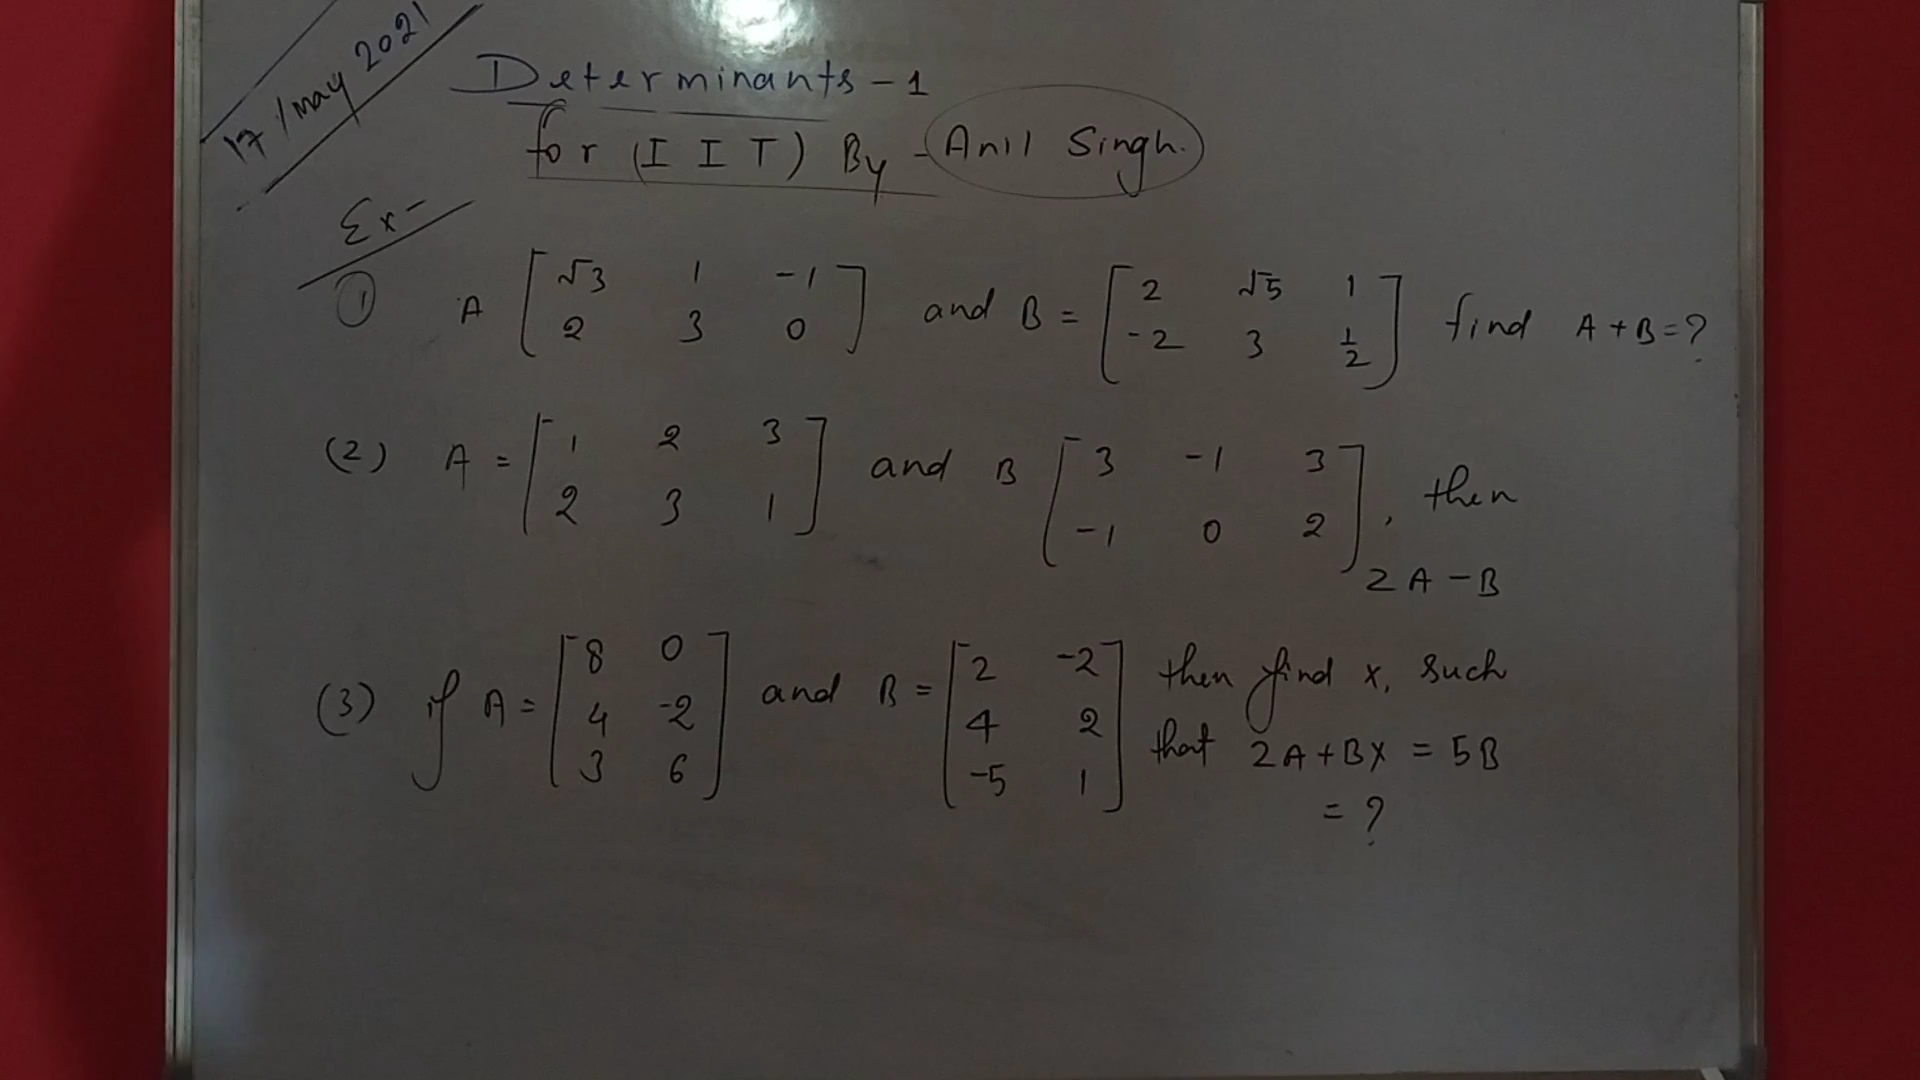 17/May 2021
Determinants-1
for (IIT) By - Anil Singh.
Ex-
(1) A [√3 1 -1
2 3 0] and B = [2 √5 1
-2 3 1/2] find A+B=?
(2) A = [1 2 3
2 3 1] and B [3 -1 3
-1 0 2], then
2A-B
(3) if A = [8 0
4 -2
3 6] and B = [2 -2
4 2
-5 1] then find x, such
that 2A+BX = 5B
= ?